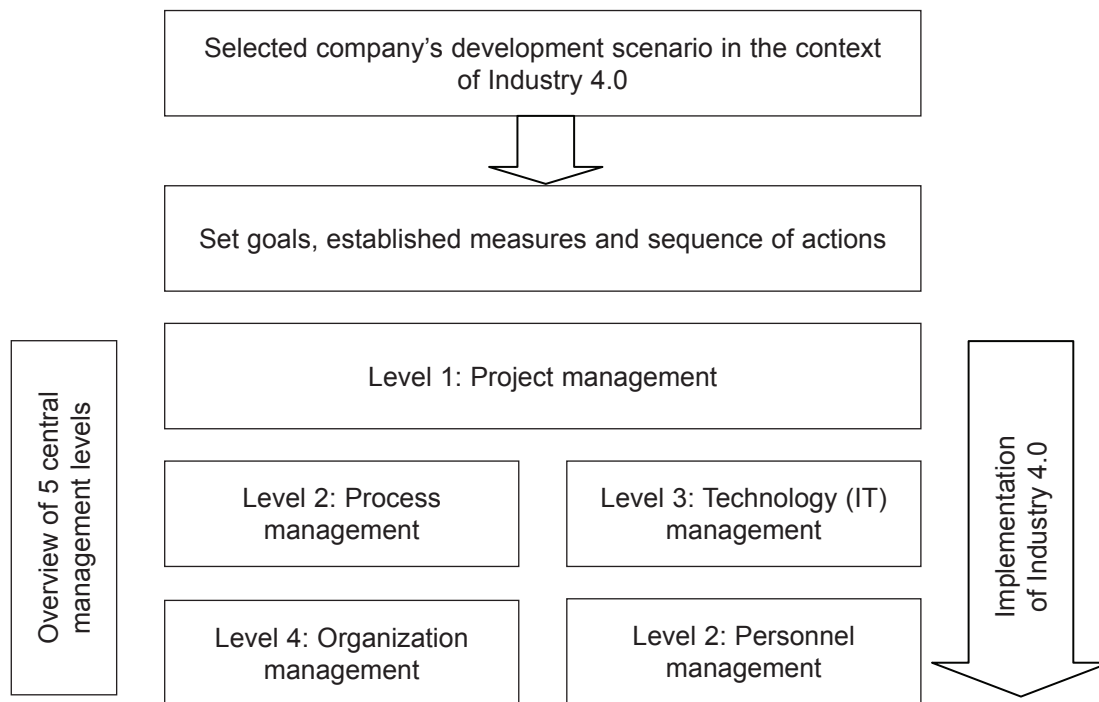 Selected company’s development scenario in the context
of Industry 4.0
Set goals, established measures and sequence of actions
Overview of 5 central
management levels
Level 1: Project management
Level 2: Process
management
Level 3: Technology (IT)
management
Level 4: Organization
management
Level 2: Personnel
management
Implementation
of Industry 4.0